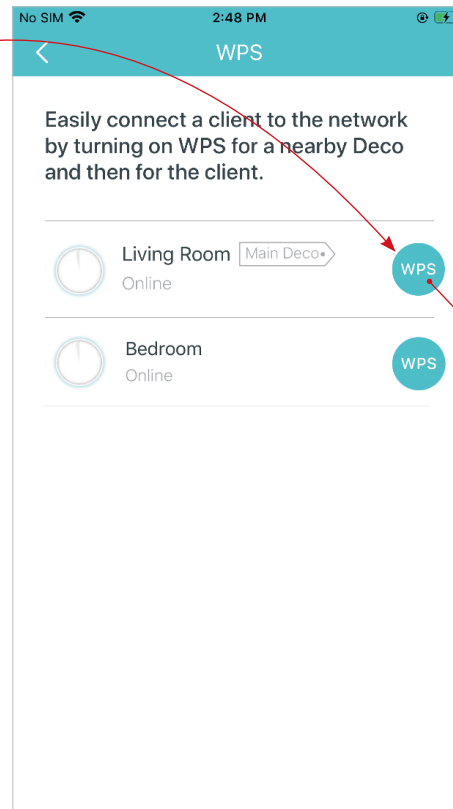 No SIM 2:48 PM
WPS
Easily connect a client to the network
by turning on WPS for a nearby Deco
and then for the client.
Living Room Main Deco
Online
WPS
Bedroom
Online
WPS